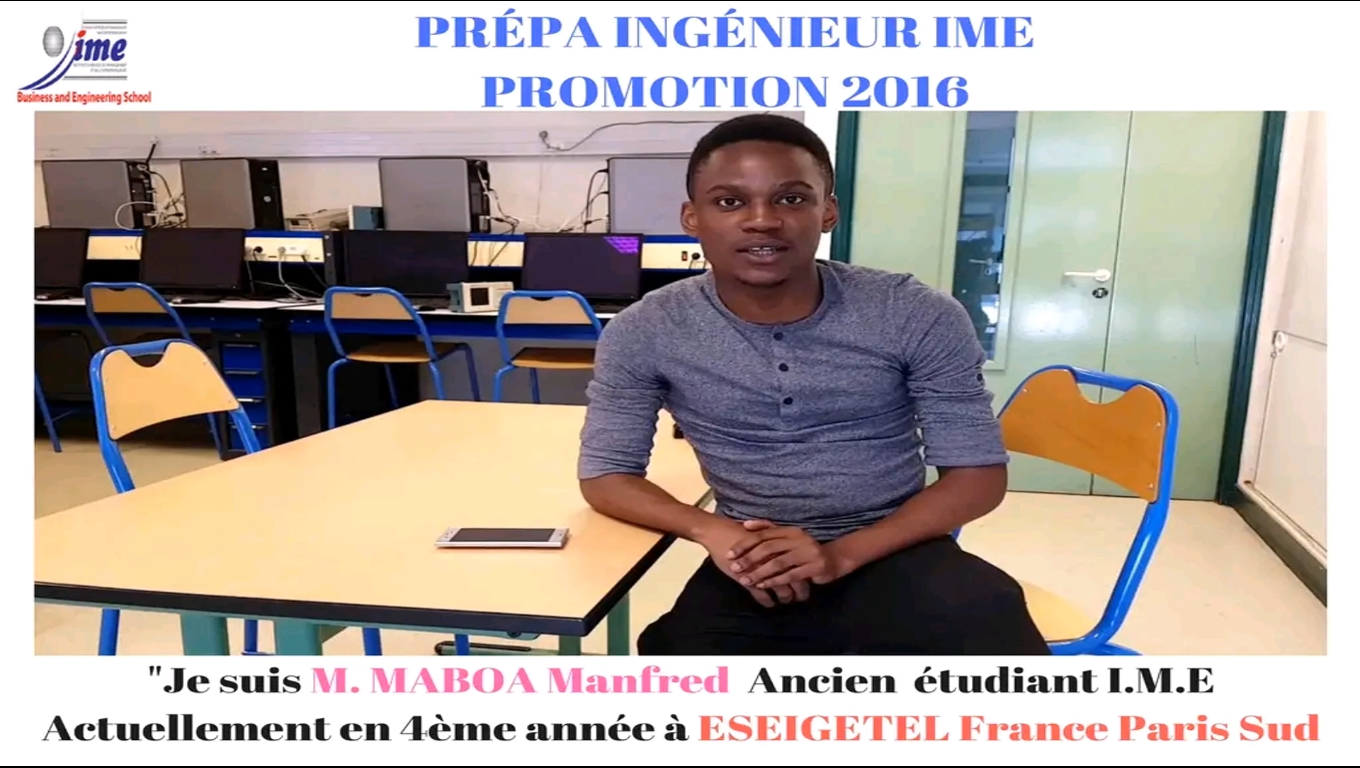 ime
Business and Engineering School
PRÉPA INGÉNIEUR IME
PROMOTION 2016
"Je suis M. MABOA Manfred Ancien étudiant I.M.E
Actuellement en 4ème année à ESEIGETEL France Paris Sud